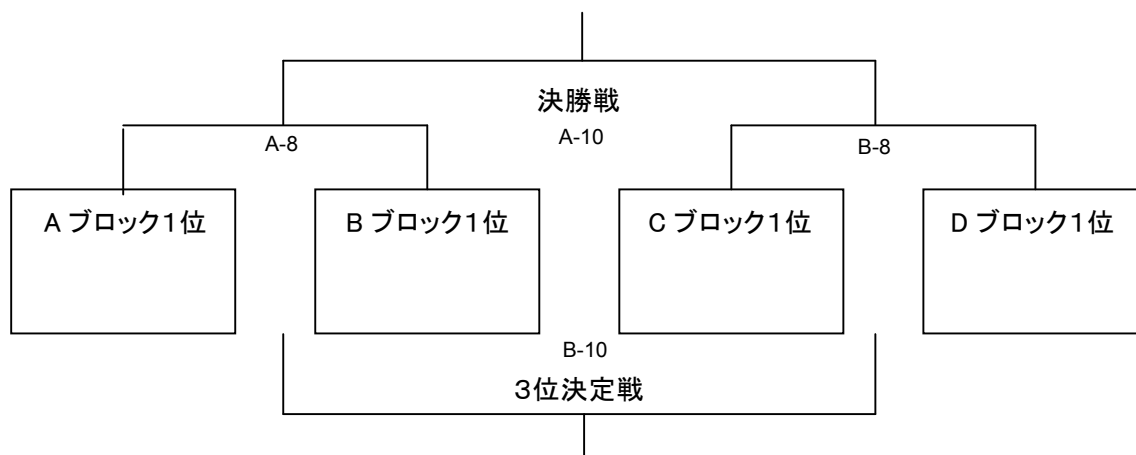 決勝戦
A-8
A-10
B-8
A ブロック1位
B ブロック1位
C ブロック1位
D ブロック1位
B-10
3位決定戦